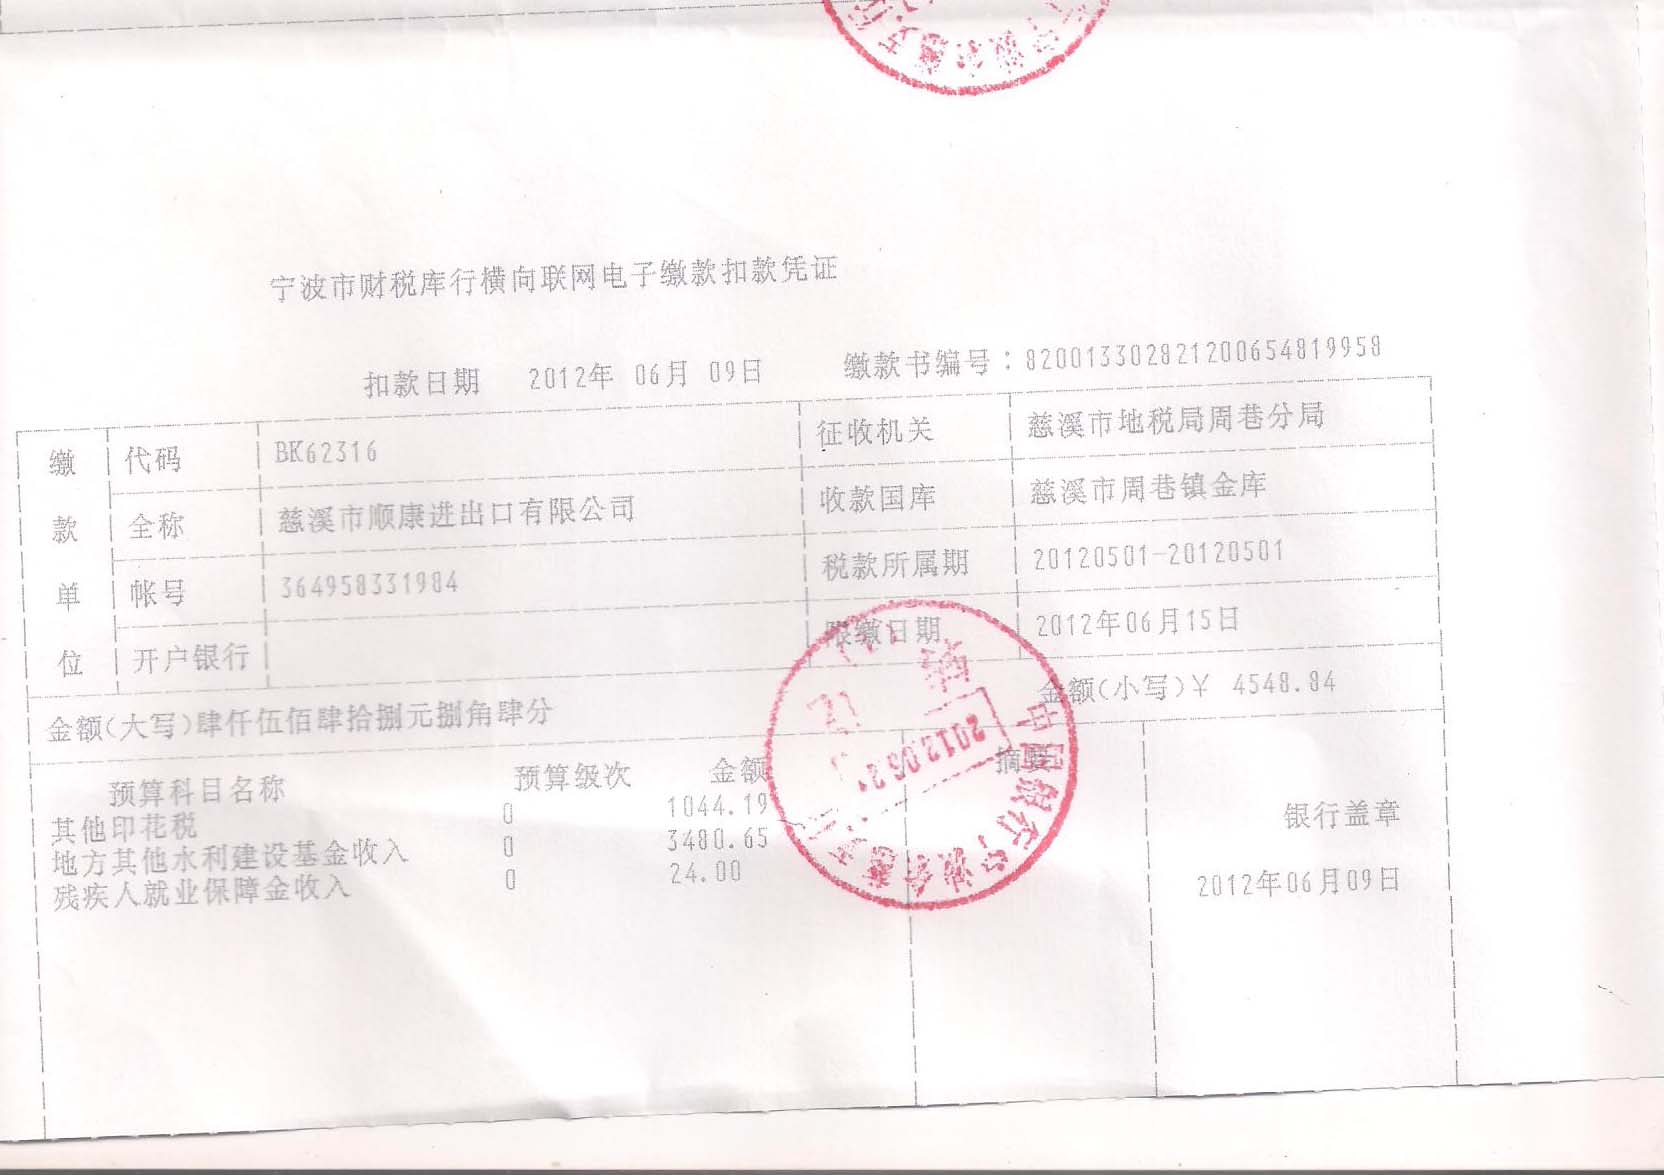 宁波市财税库行横向联网电子缴款扣款凭证
扣款日期 2012年 06月 09日 缴款书编号：820013302821200654819958
缴款单位
代码 BK62316 征收机关 慈溪市地税局周巷分局
全称 慈溪市顺康进出口有限公司 收款国库 慈溪市周巷镇金库
帐号 364958331984 税款所属期 20120501-20120501
开户银行 限缴日期 2012年06月15日
金额(大写)肆仟伍佰肆拾捌元捌角肆分 金额(小写)￥ 4548.84
预算科目名称 预算级次 金额 摘要
其他印花税 0 1044.19
地方其他水利建设基金收入 0 3480.65
残疾人就业保障金收入 0 24.00
银行盖章
2012年06月09日
中国银行宁波